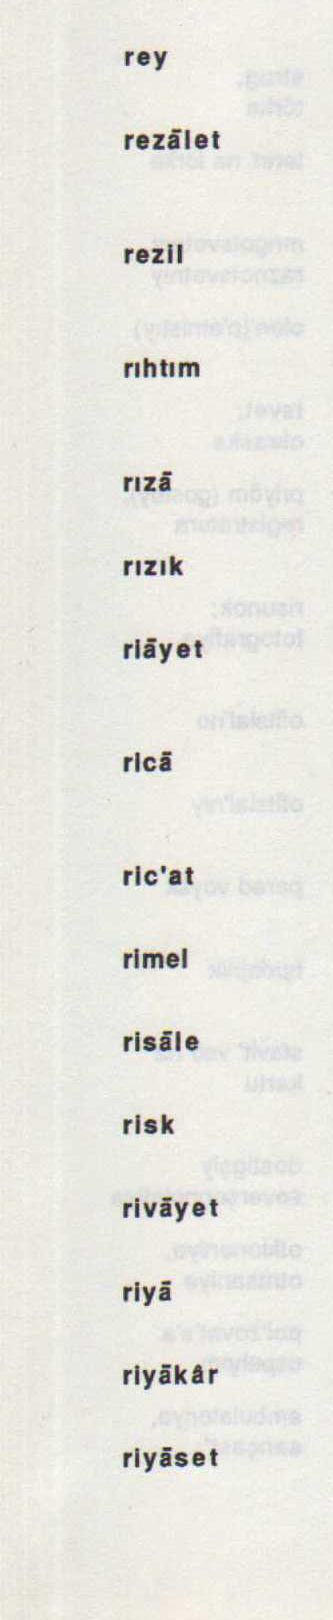 rey
rezālet
rezil
rıhtım
rızā
rızık
riāyet
ricā
ric'at
rimel
risāle
risk
rivāyet
riyā
riyākâr
riyāset